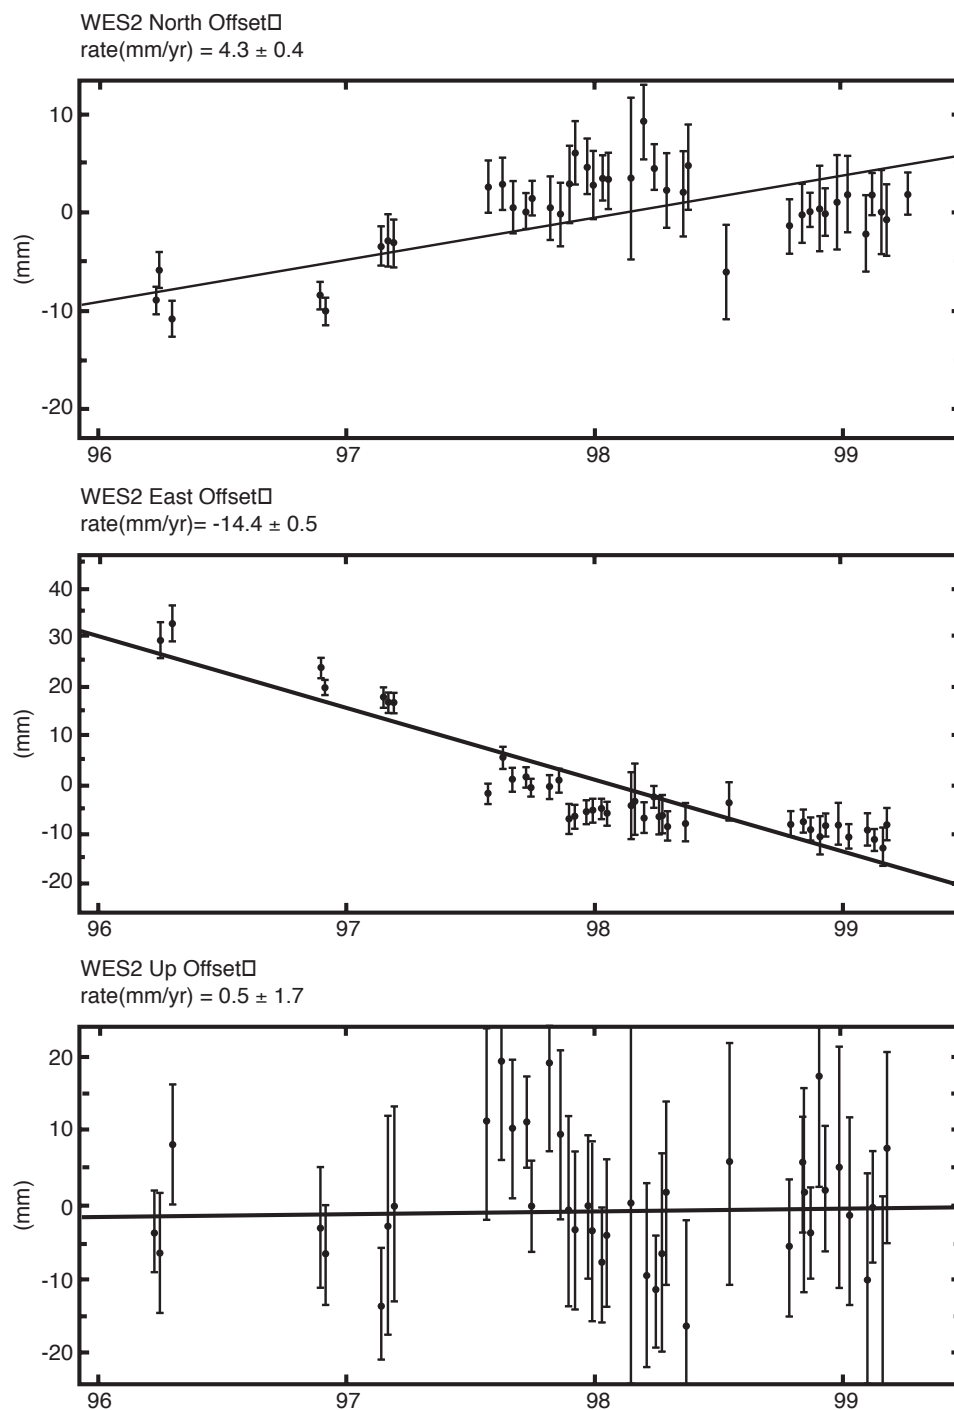 WES2 North Offset□
rate(mm/yr) = 4.3 ± 0.4
10
0
-10
-20
(mm)
96 97 98 99
WES2 East Offset□
rate(mm/yr)= -14.4 ± 0.5
40
30
20
10
0
-10
-20
(mm)
96 97 98 99
WES2 Up Offset□
rate(mm/yr) = 0.5 ± 1.7
20
10
0
-10
-20
(mm)
96 97 98 99